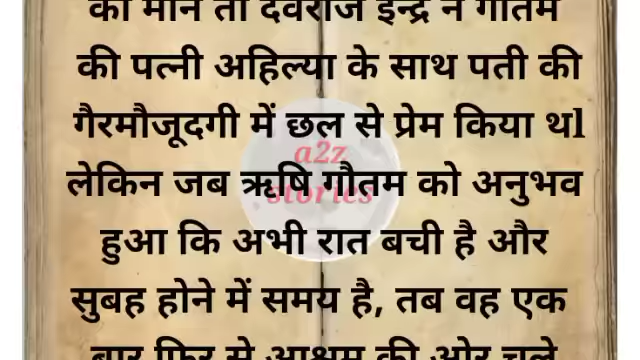 की मानें तो देवराज इन्द्र ने गौतम
की पत्नी अहिल्या के साथ पती की
गैरमौजूदगी में छल से प्रेम किया थl
लेकिन जब ऋषि गौतम को अनुभव
हुआ कि अभी रात बची है और
सुबह होने में समय है, तब वह एक
बार फिर से आश्रम की ओर चले
a2z
stories